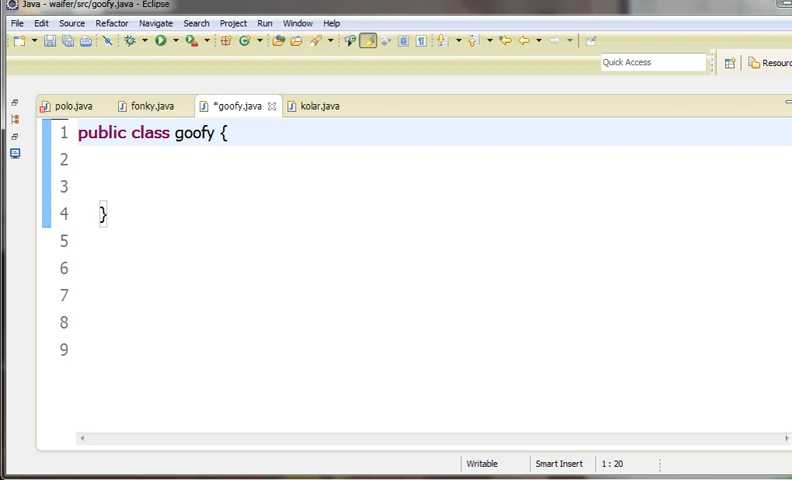 Java - waifer/src/goofy.java - Eclipse
File Edit Source Refactor Navigate Search Project Run Window Help
Quick Access
polo.java fonky.java *goofy.java kolar.java
1 public class goofy {
2
3
4 }
5
6
7
8
9
Writable Smart Insert 1 : 20